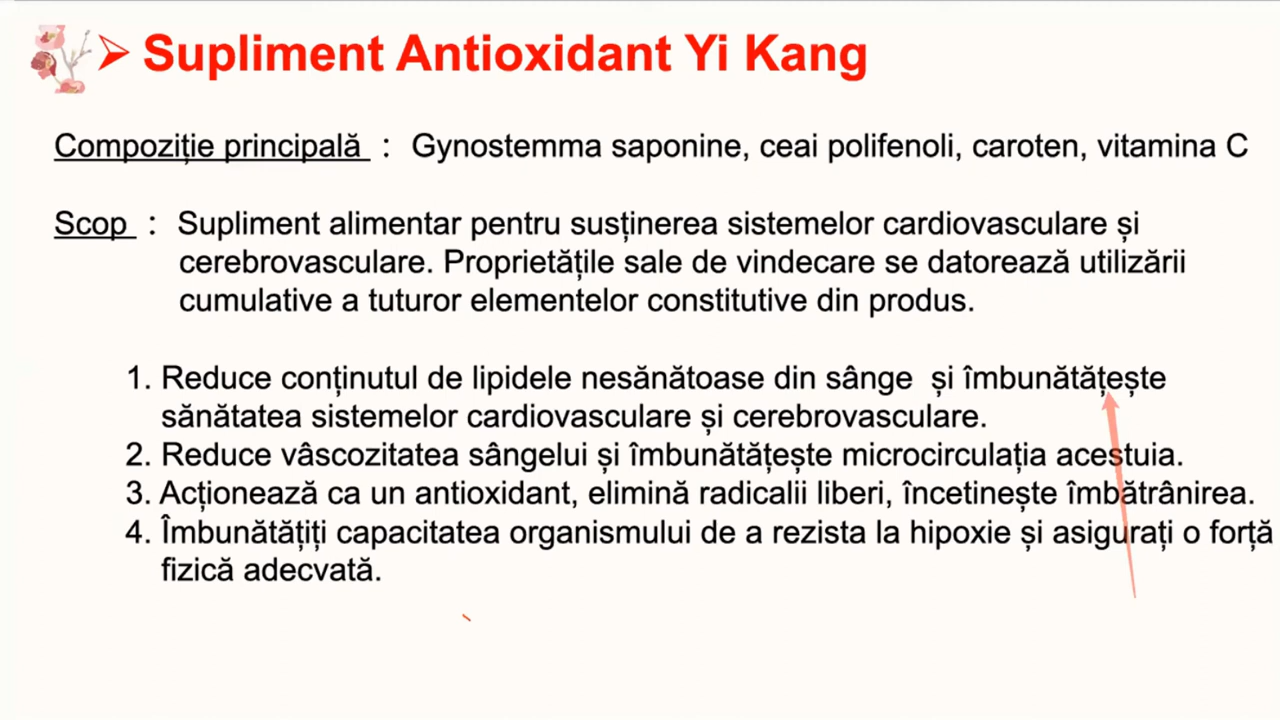 Supliment Antioxidant Yi Kang
Compoziție principală : Gynostemma saponine, ceai polifenoli, caroten, vitamina C
Scop : Supliment alimentar pentru susținerea sistemelor cardiovasculare și
cerebrovasculare. Proprietățile sale de vindecare se datorează utilizării
cumulative a tuturor elementelor constitutive din produs.
1. Reduce conținutul de lipidele nesănătoase din sânge și îmbunătățește
sănătatea sistemelor cardiovasculare și cerebrovasculare.
2. Reduce vâscozitatea sângelui și îmbunătățește microcirculația acestuia.
3. Acționează ca un antioxidant, elimină radicalii liberi, încetinește îmbătrânirea.
4. Îmbunătățiți capacitatea organismului de a rezista la hipoxie și asigurați o forță
fizică adecvată.